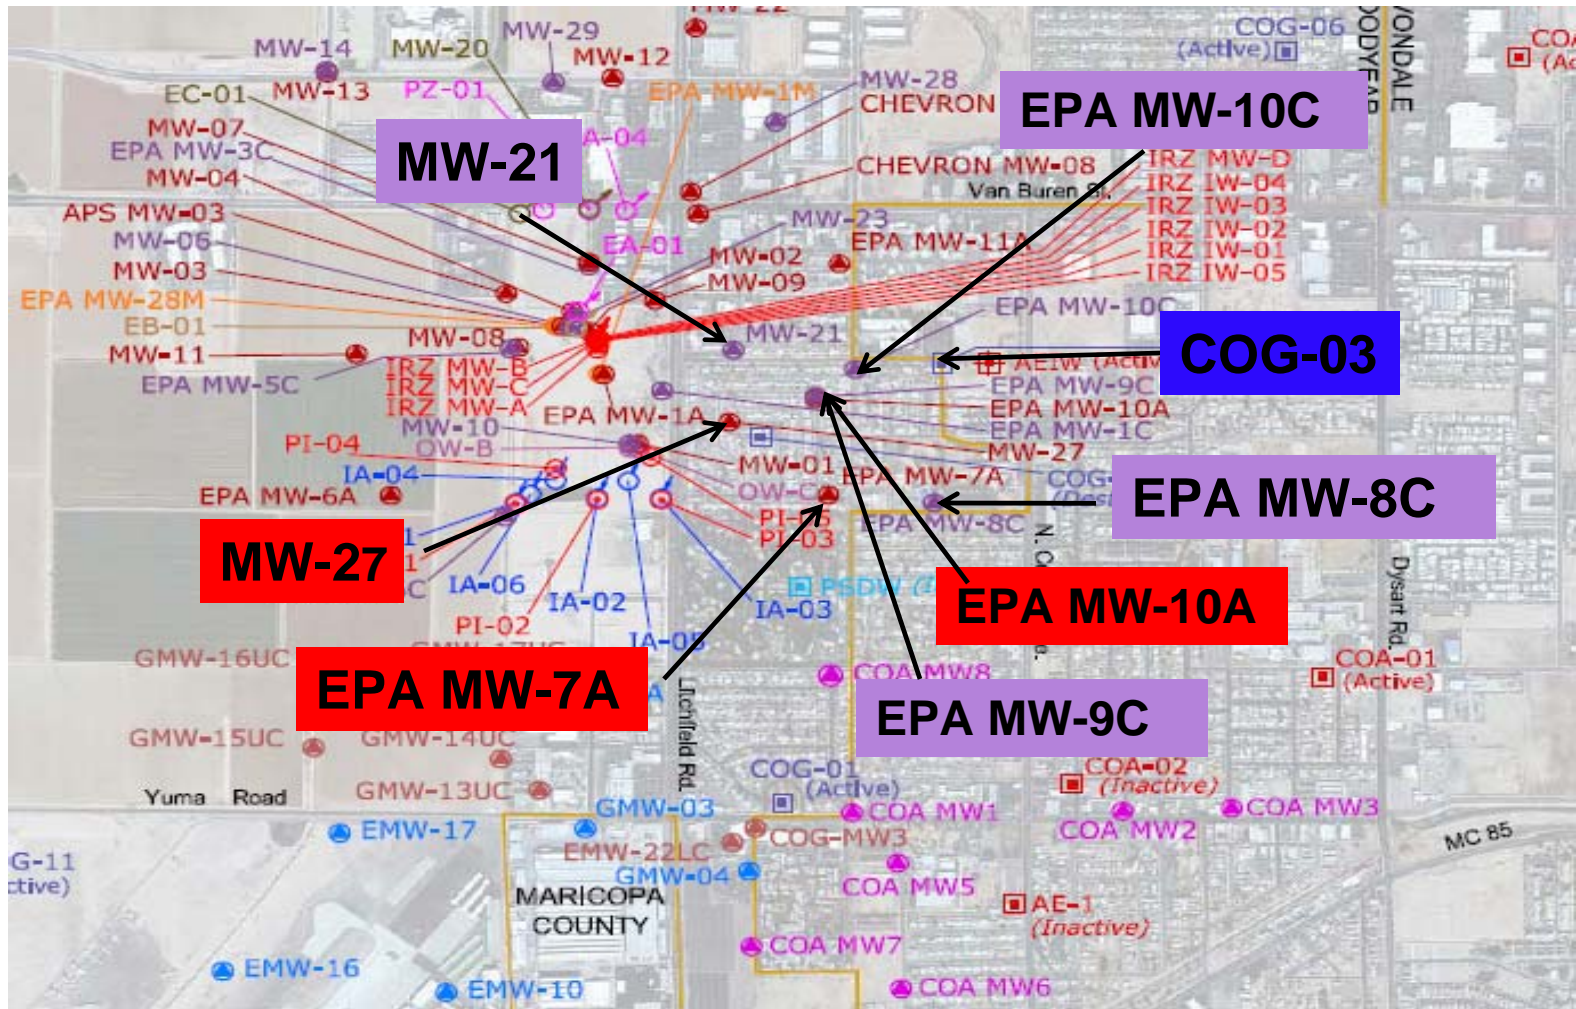 MW-22
MW-29
COG-06
(Active)
MW-14
MW-20
MW-12
MW-13
PZ-01
EPA MW-1M
MW-28
CHEVRON
EC-01
MW-07
EPA MW-3C
MW-04
APS MW-03
MW-06
MW-03
EPA MW-28M
EB-01
MW-11
EPA MW-5C
MW-08
MW-21
A-04
EPA MW-10C
CHEVRON MW-08
Van Buren St.
IRZ MW-D
IRZ IW-04
IRZ IW-03
IRZ IW-02
IRZ IW-01
IRZ IW-05
MW-23
EPA MW-11A
EA-01
MW-02
MW-09
EPA MW-10C
MW-21
COG-03
IRZ MW-B
IRZ MW-C
IRZ MW-A
EPA MW-1A
EPA MW-9C
EPA MW-10A
EPA MW-1C
MW-27
MW-10
OW-B
PI-04
IA-04
EPA MW-6A
MW-01
EPA MW-7A
OW-C
PI-03
EPA MW-8C
EPA MW-8C
MW-27
IA-06
IA-02
IA-03
PI-02
PSDW
EPA MW-10A
Dysart Rd.
GMW-16UC
EPA MW-7A
COA MW8
COA-01
(Active)
EPA MW-9C
Litchfield Rd.
GMW-15UC
GMW-14UC
GMW-13UC
Yuma Road
COG-01
(Active)
COA-02
(Inactive)
COA MW1
COA MW2
COA MW3
MC 85
GMW-03
EMW-17
COG-MW3
EMW-22LC
GMW-04
COA MW5
G-11
ctive)
MARICOPA
COUNTY
AE-1
(Inactive)
COA MW7
EMW-16
EMW-10
COA MW6